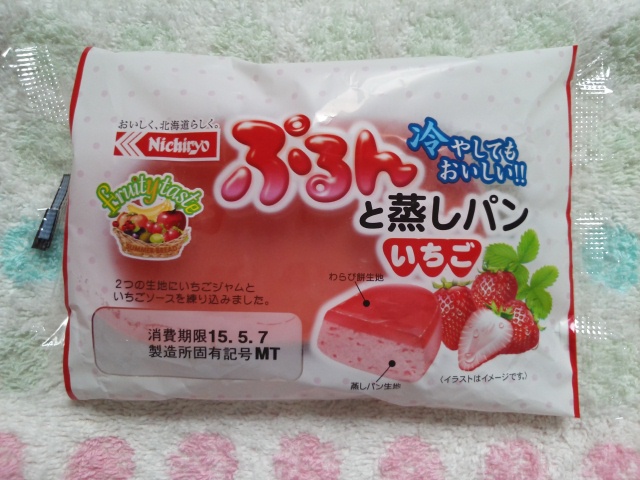 おいしく、北海道らしく。
Nichiryo
ぷるん
と蒸しパン
いちご
冷やしても
おいしい!!
fruity taste
2つの生地にいちごジャムと
いちごソースを練り込みました。
わらび餅生地
蒸しパン生地
(イラストはイメージです。)
消費期限15.5.7
製造所固有記号MT